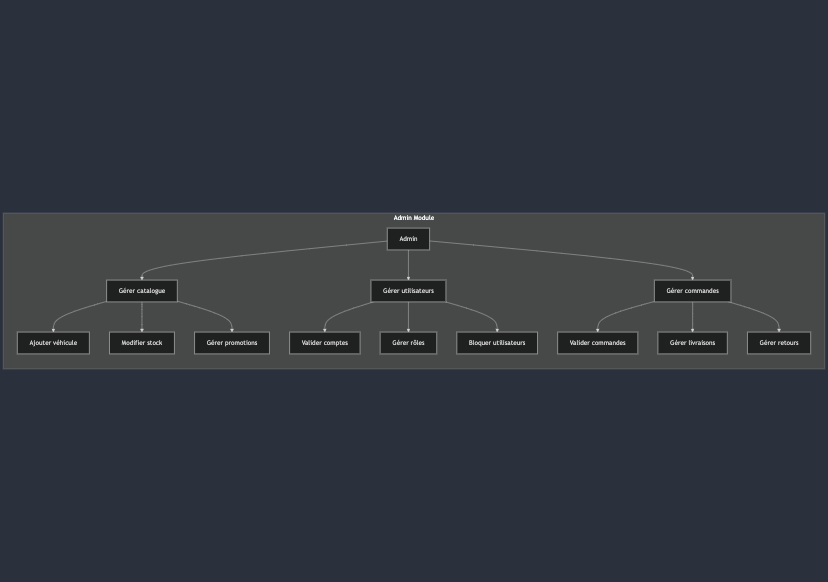 Admin Module
Admin
Gérer catalogue
Gérer utilisateurs
Gérer commandes
Ajouter véhicule
Modifier stock
Gérer promotions
Valider comptes
Gérer rôles
Bloquer utilisateurs
Valider commandes
Gérer livraisons
Gérer retours